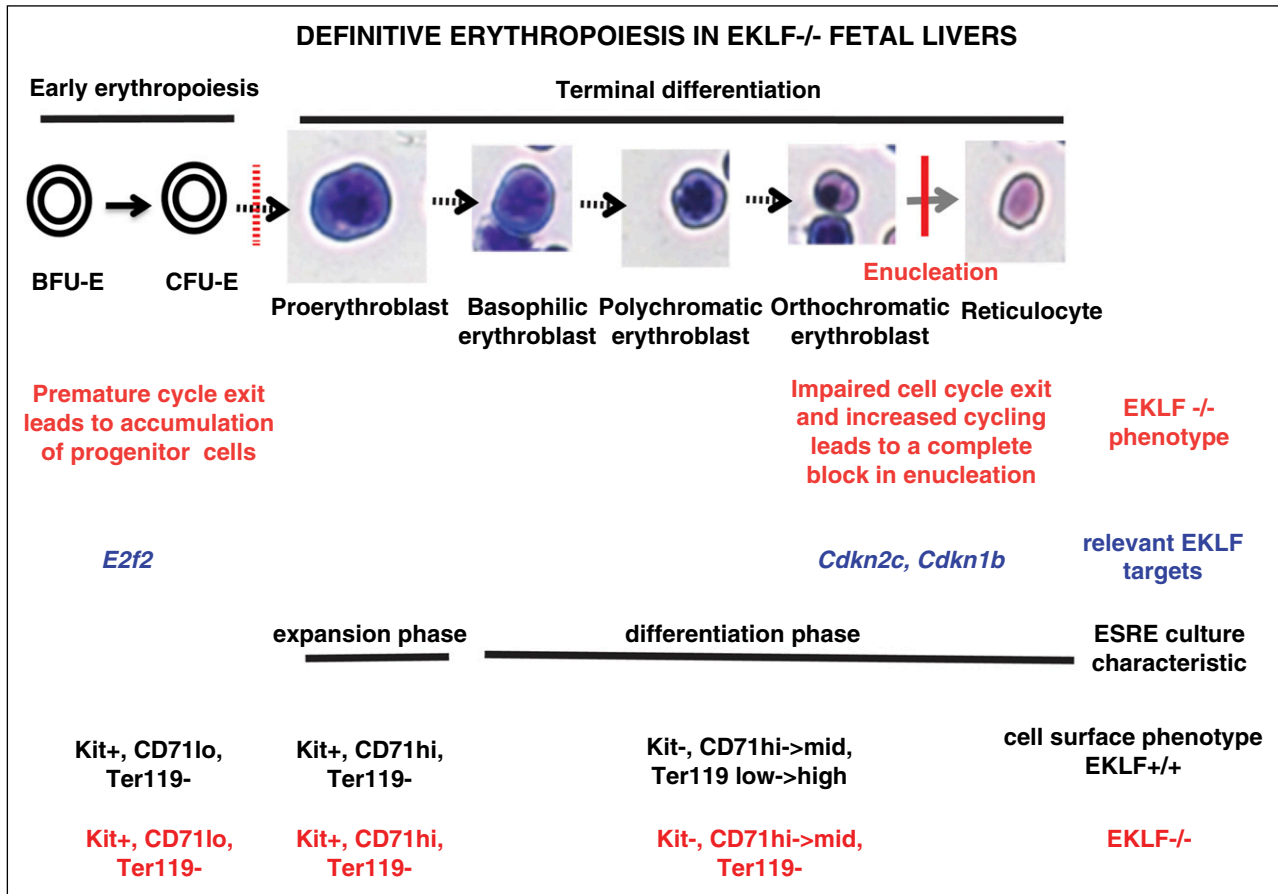 DEFINITIVE ERYTHROPOIESIS IN EKLF-/- FETAL LIVERS
Early erythropoiesis
Terminal differentiation
BFU-E
CFU-E
Enucleation
Proerythroblast
Basophilic
erythroblast
Polychromatic
erythroblast
Orthochromatic
erythroblast
Reticulocyte
Premature cycle exit
leads to accumulation
of progenitor cells
Impaired cell cycle exit
and increased cycling
leads to a complete
block in enucleation
EKLF -/-
phenotype
E2f2
Cdkn2c, Cdkn1b
relevant EKLF
targets
expansion phase
differentiation phase
ESRE culture
characteristic
Kit+, CD71lo,
Ter119-
Kit+, CD71hi,
Ter119-
Kit-, CD71hi->mid,
Ter119 low->high
cell surface phenotype
EKLF+/+
Kit+, CD71lo,
Ter119-
Kit+, CD71hi,
Ter119-
Kit-, CD71hi->mid,
Ter119-
EKLF-/-